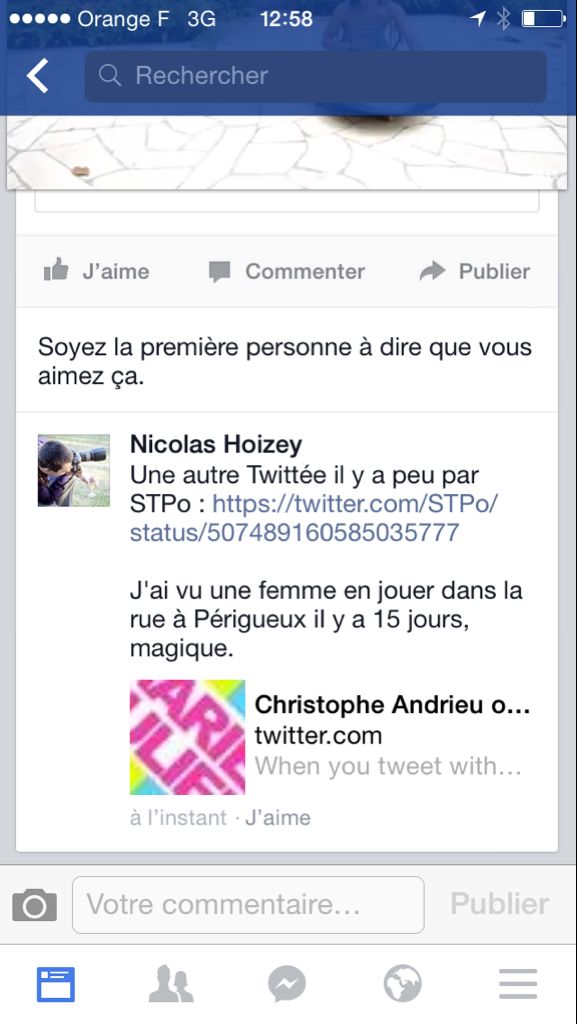 Orange F 3G 12:58
Rechercher
J'aime Commenter Publier
Soyez la première personne à dire que vous
aimez ça.
Nicolas Hoizey
Une autre Twittée il y a peu par
STPo : https://twitter.com/STPo/
status/507489160585035777
J'ai vu une femme en jouer dans la
rue à Périgueux il y a 15 jours,
magique.
Christophe Andrieu o...
twitter.com
When you tweet with...
à l'instant · J'aime
Votre commentaire... Publier